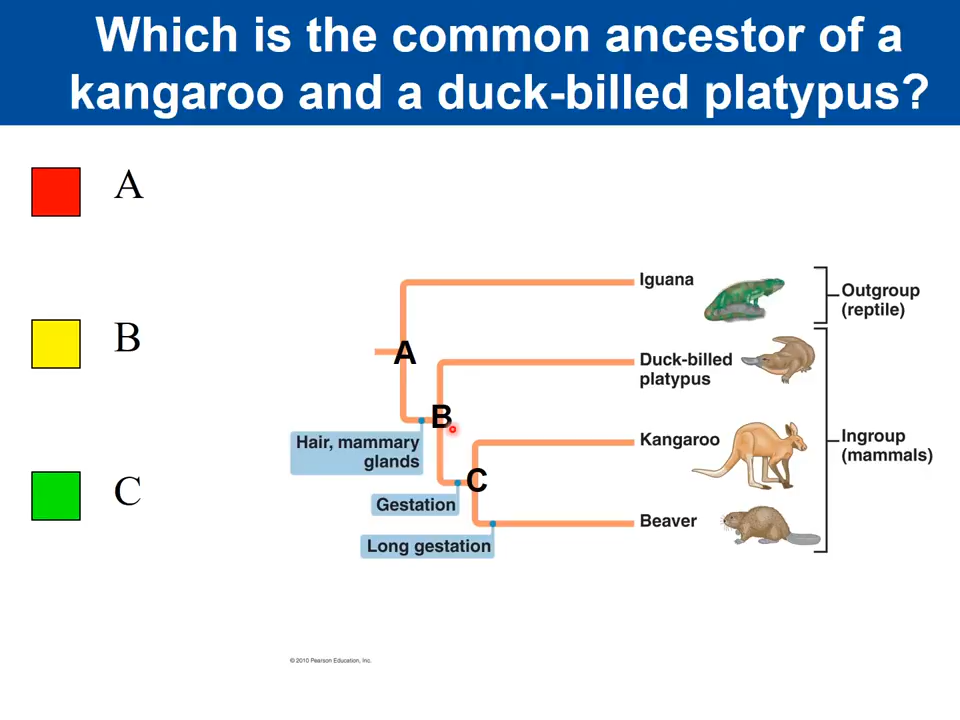 Which is the common ancestor of a
kangaroo and a duck-billed platypus?
A
B
C
Iguana
Outgroup
(reptile)
A
Duck-billed
platypus
B
Hair, mammary
glands
Kangaroo
Ingroup
(mammals)
C
Gestation
Beaver
Long gestation
© 2010 Pearson Education, Inc.